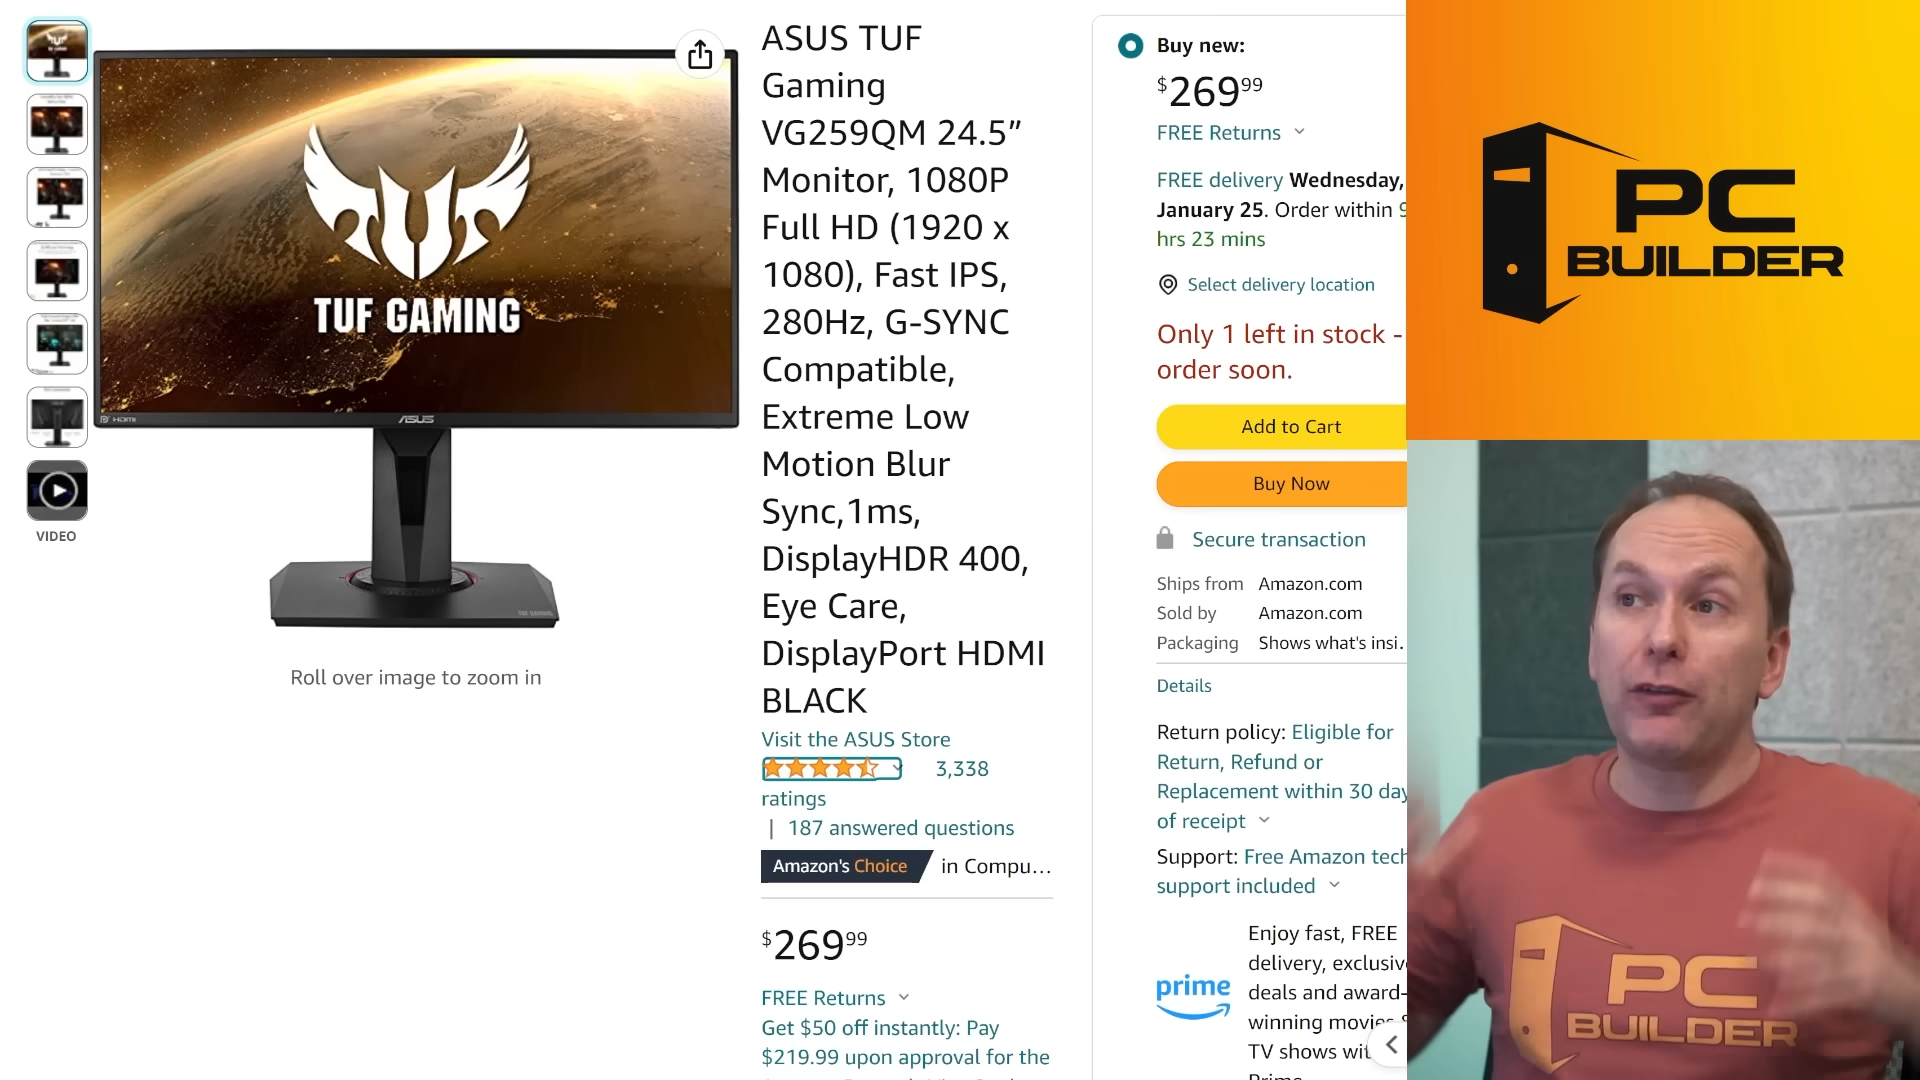 TUF GAMING
HDMI
ASUS
TUF GAMING
VIDEO
Roll over image to zoom in
ASUS TUF
Gaming
VG259QM 24.5”
Monitor, 1080P
Full HD (1920 x
1080), Fast IPS,
280Hz, G-SYNC
Compatible,
Extreme Low
Motion Blur
Sync,1ms,
DisplayHDR 400,
Eye Care,
DisplayPort HDMI
BLACK
Visit the ASUS Store
3,338
ratings
| 187 answered questions
Amazon's Choice in Compu...
$269 99
FREE Returns
Get $50 off instantly: Pay
$219.99 upon approval for the
Buy new:
$269 99
FREE Returns
FREE delivery Wednesday,
January 25. Order within 9
hrs 23 mins
Select delivery location
Only 1 left in stock -
order soon.
Add to Cart
Buy Now
Secure transaction
Ships from Amazon.com
Sold by Amazon.com
Packaging Shows what's insi...
Details
Return policy: Eligible for
Return, Refund or
Replacement within 30 day
of receipt
Support: Free Amazon tech
support included
prime
Enjoy fast, FREE
delivery, exclusive
deals and award-
winning movies &
TV shows with
Prime
PC
BUILDER
PC
BUILDER